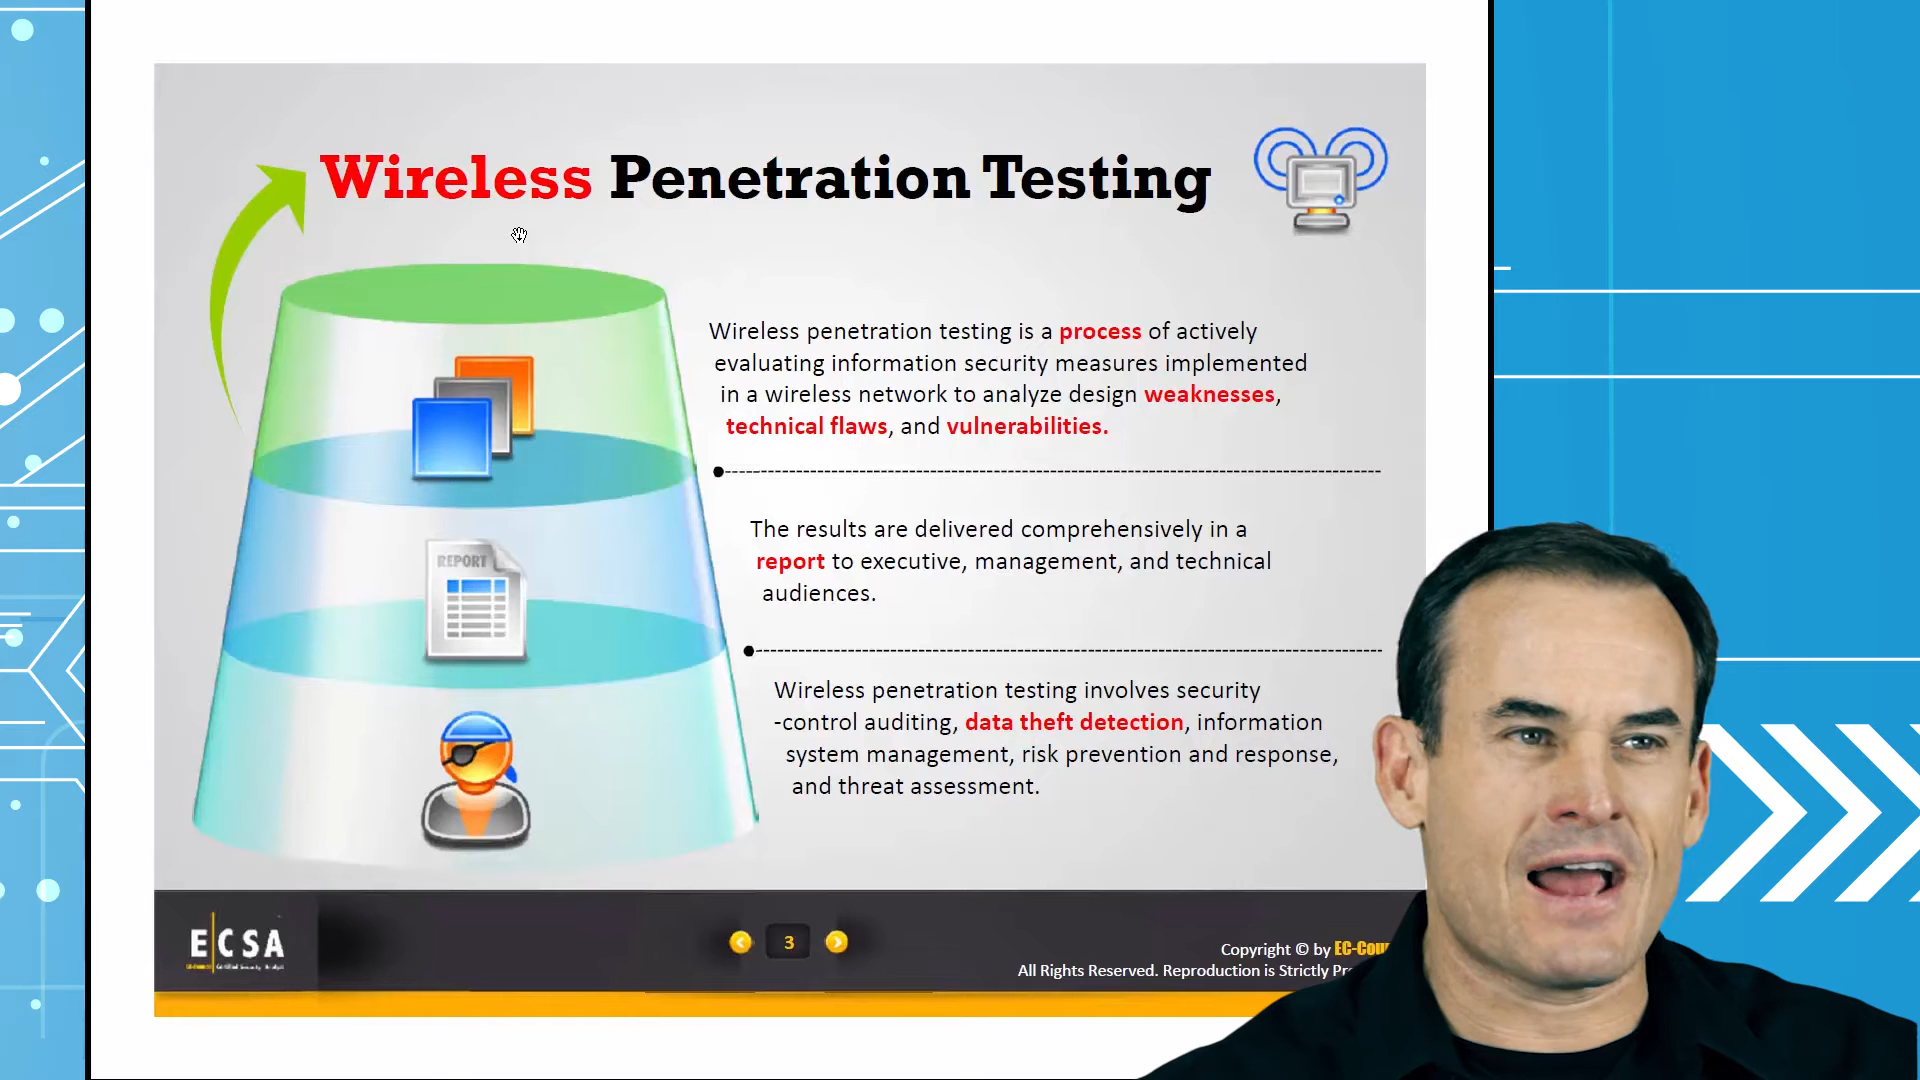 Wireless Penetration Testing
Wireless penetration testing is a process of actively
evaluating information security measures implemented
in a wireless network to analyze design weaknesses,
technical flaws, and vulnerabilities.
REPORT
The results are delivered comprehensively in a
report to executive, management, and technical
audiences.
Wireless penetration testing involves security
-control auditing, data theft detection, information
system management, risk prevention and response,
and threat assessment.
ECSA
3
Copyright © by
All Rights Reserved. Reproduction is Strictly